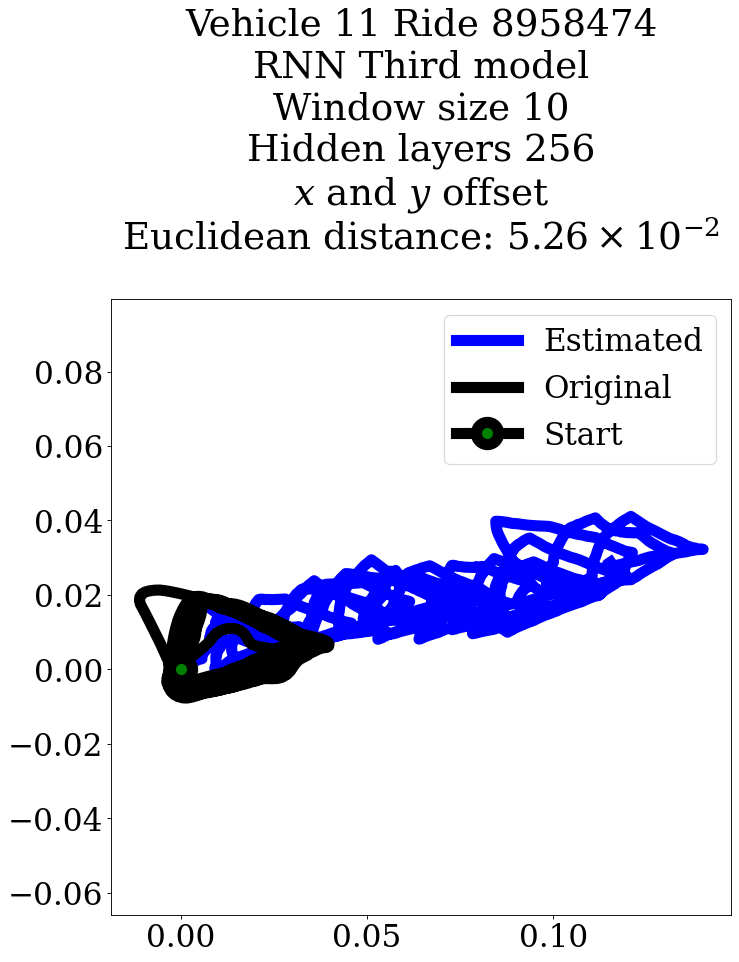 Vehicle 11 Ride 8958474
RNN Third model
Window size 10
Hidden layers 256
x and y offset
Euclidean distance: 5.26 × 10⁻²
Estimated
Original
Start
0.08
0.06
0.04
0.02
0.00
−0.02
−0.04
−0.06
0.00 0.05 0.10